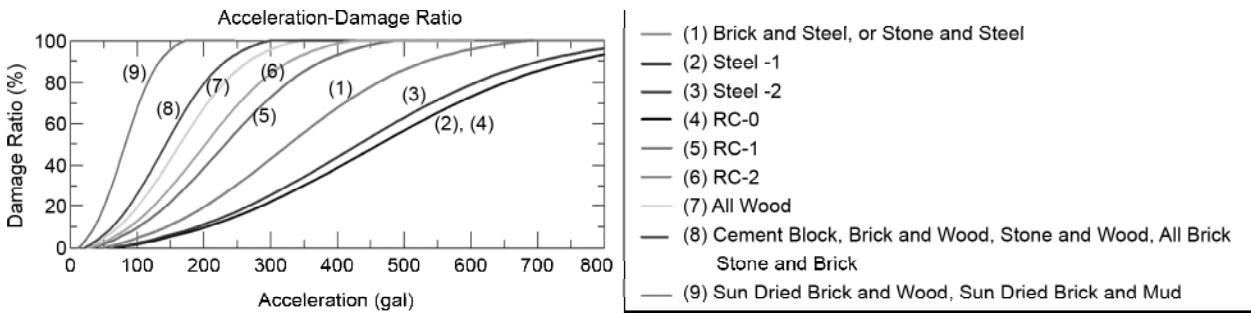 Acceleration-Damage Ratio
Damage Ratio (%)
100
80
60
40
20
0
(9)
(8)
(7)
(6)
(5)
(1)
(3)
(2), (4)
0 100 200 300 400 500 600 700 800
Acceleration (gal)
(1) Brick and Steel, or Stone and Steel
(2) Steel -1
(3) Steel -2
(4) RC-0
(5) RC-1
(6) RC-2
(7) All Wood
(8) Cement Block, Brick and Wood, Stone and Wood, All Brick
Stone and Brick
(9) Sun Dried Brick and Wood, Sun Dried Brick and Mud